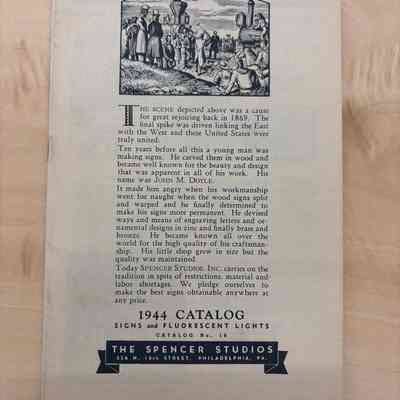 THE SCENE depicted above was a cause
for great rejoicing back in 1869. The
final spike was driven linking the East
with the West and these United States were
truly united.
Ten years before all this a young man was
making signs. He carved them in wood and
became well known for the beauty and design
that was apparent in all of his work. His
name was JOHN M. DOYLE.
It made him angry when his workmanship
went for naught when the wood signs split
and warped and he finally determined to
make his signs more permanent. He devised
ways and means of engraving letters and or-
namental designs in zinc and finally brass and
bronze. He became known all over the
world for the high quality of his craftsman-
ship. His little shop grew in size but the
quality was maintained.
Today SPENCER STUDIOS, INC. carries on the
tradition in spits of restrictions, material and
labor shortages. We pledge ourselves to
make the best signs obtainable anywhere at
any price.
1944 CATALOG
SIGNS and FLUORESCENT LIGHTS
CATALOG No. 18
THE SPENCER STUDIOS
N. 13th STREET, PHILADELPHIA, PA.